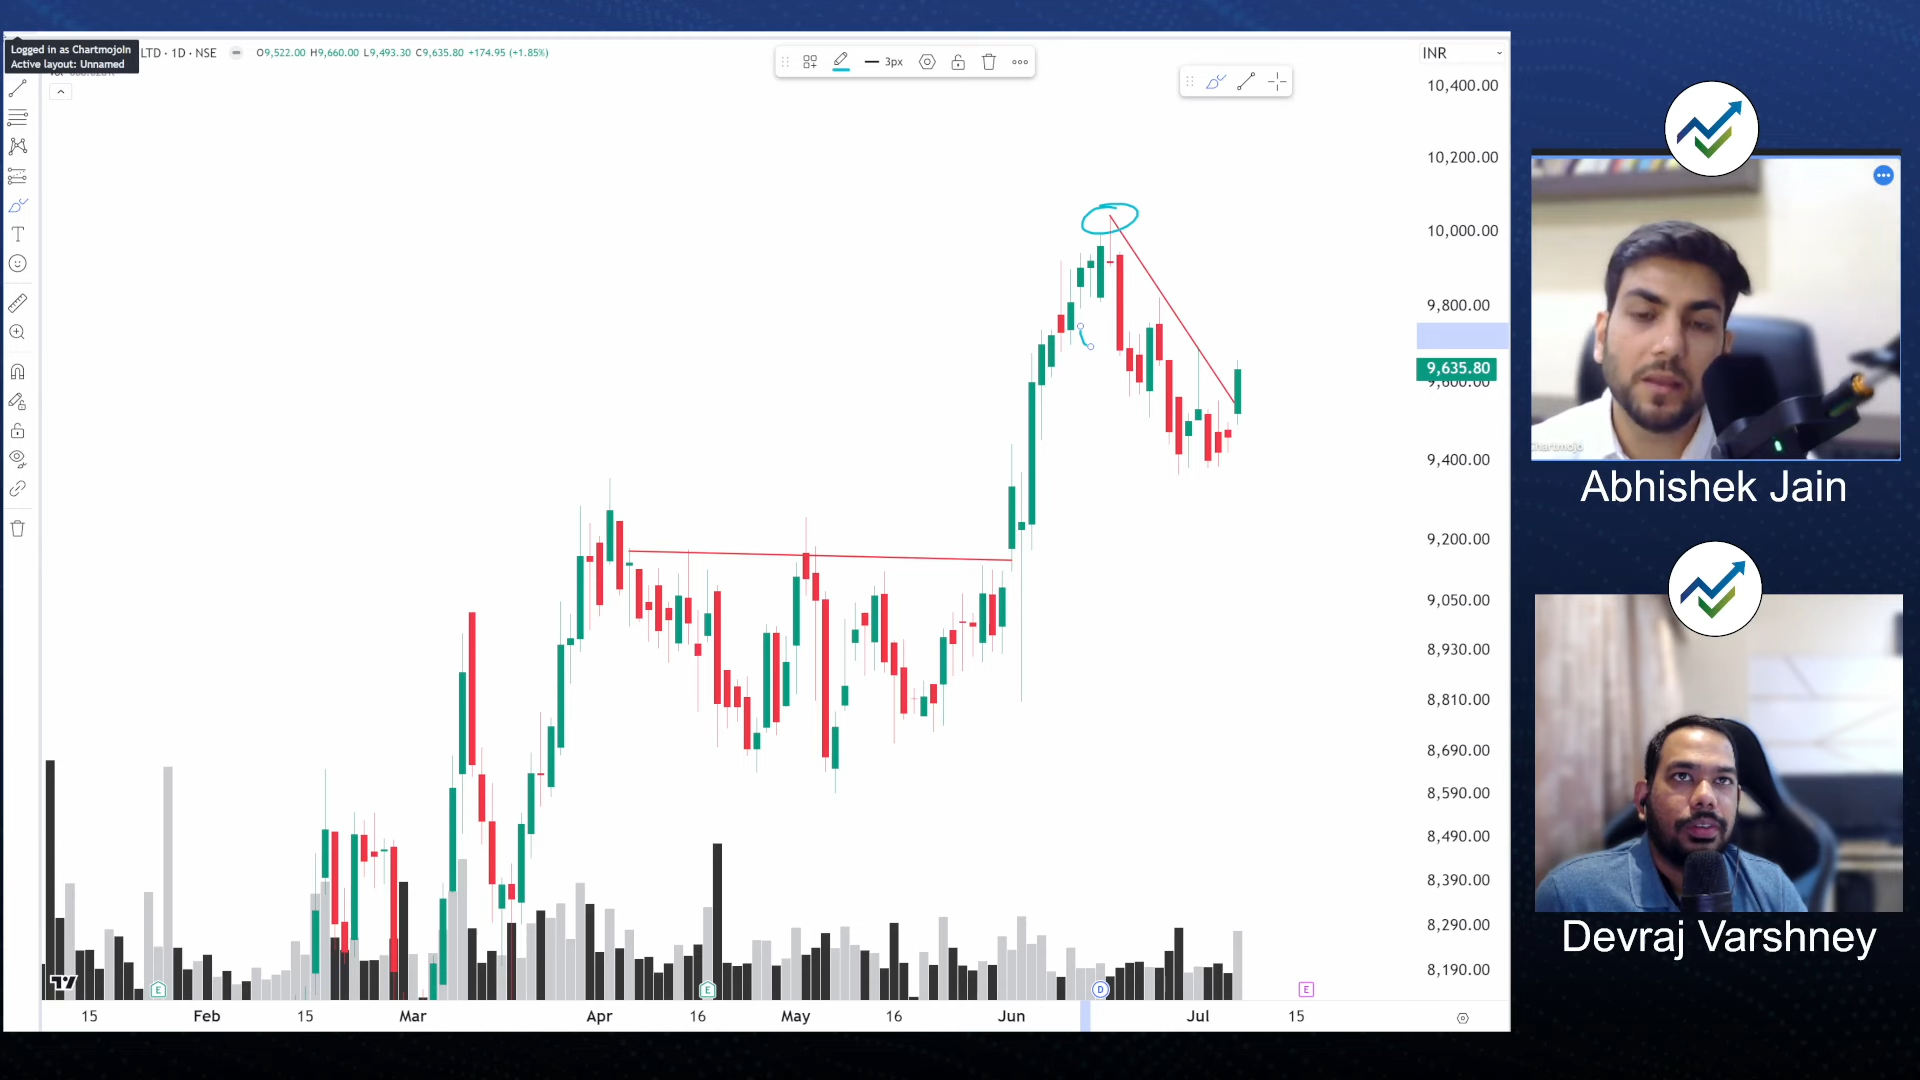 Logged in as ChartmojoIn
Active layout: Unnamed
LTD · 1D · NSE O9,522.00 H9,660.00 L9,493.30 C9,635.80 +174.95 (+1.85%)
3px
INR
10,400.00
10,200.00
10,000.00
9,800.00
9,635.80
9,600.00
9,400.00
9,200.00
9,050.00
8,930.00
8,810.00
8,690.00
8,590.00
8,490.00
8,390.00
8,290.00
8,190.00
E
E
D
E
15 Feb 15 Mar Apr 16 May 16 Jun Jul 15
Chartmojo
Abhishek Jain
Devraj Varshney